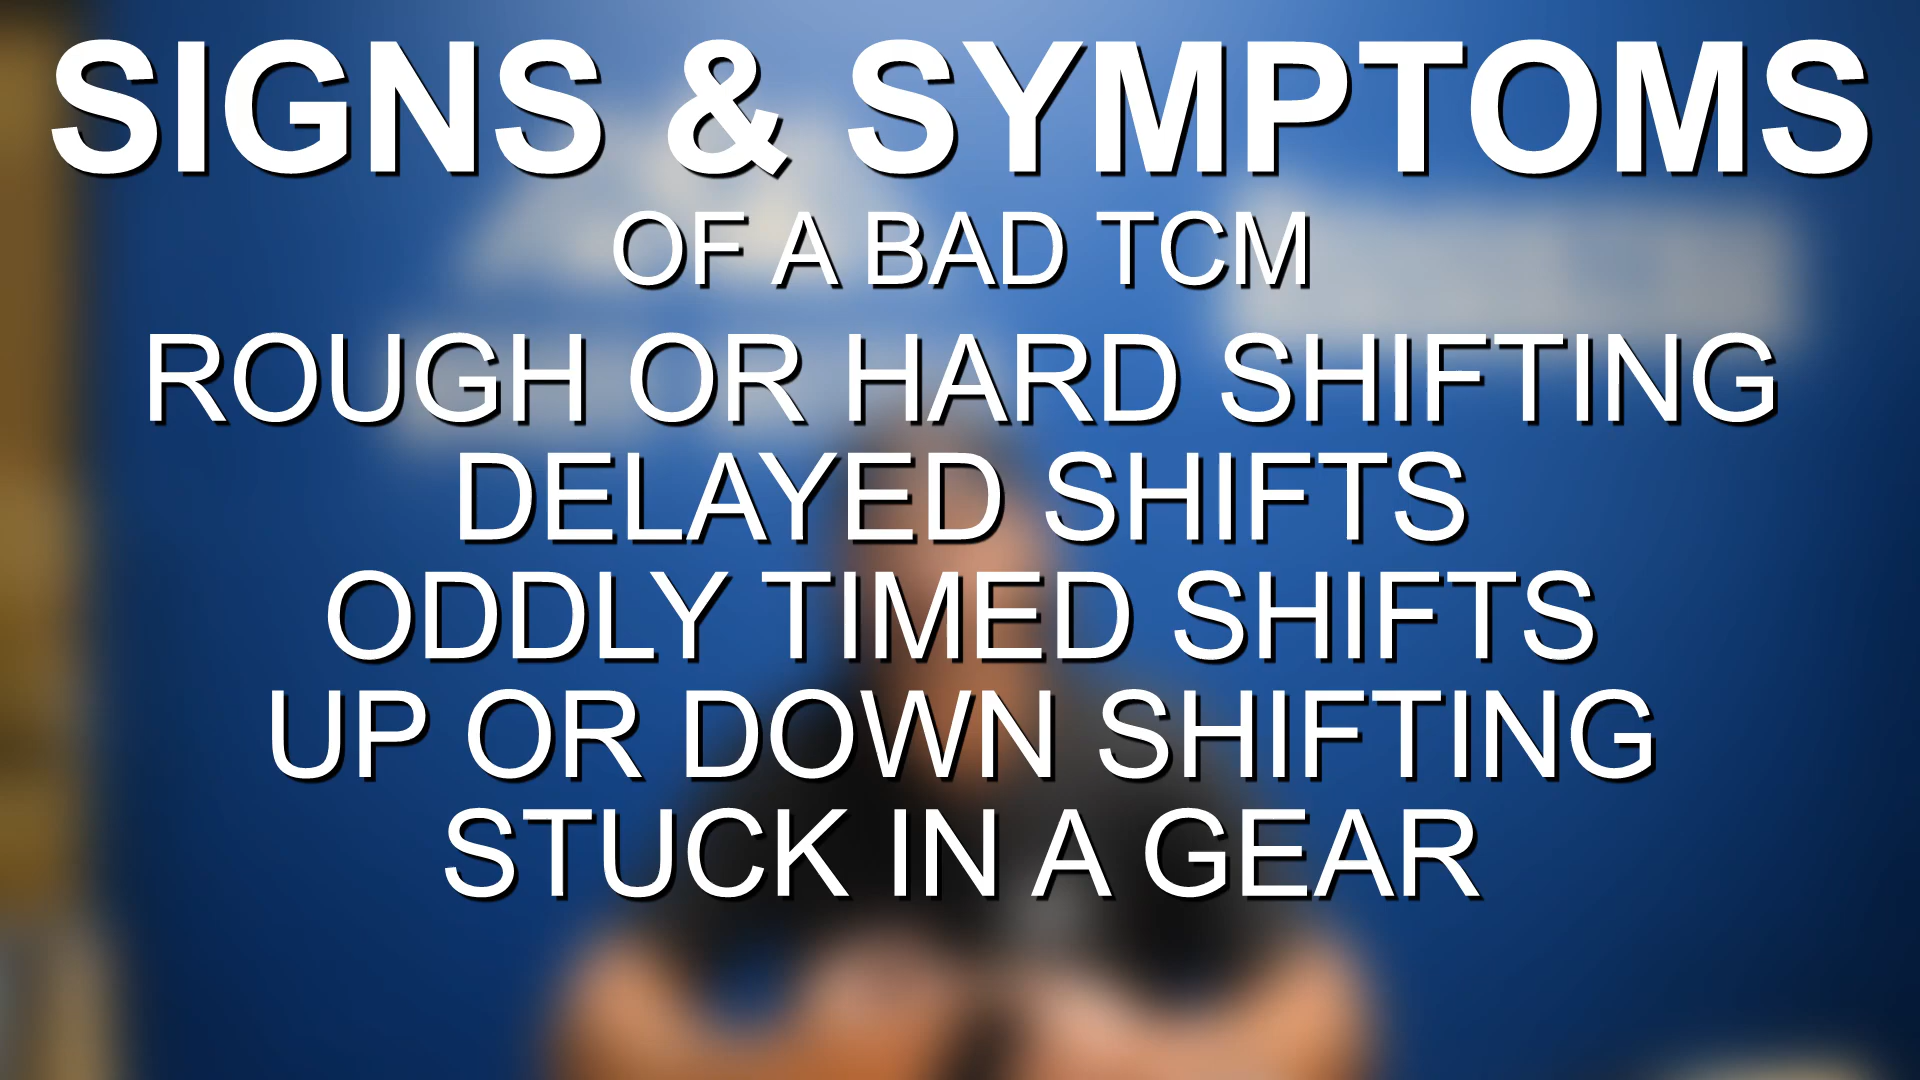 SIGNS & SYMPTOMS
OF A BAD TCM
ROUGH OR HARD SHIFTING
DELAYED SHIFTS
ODDLY TIMED SHIFTS
UP OR DOWN SHIFTING
STUCK IN A GEAR